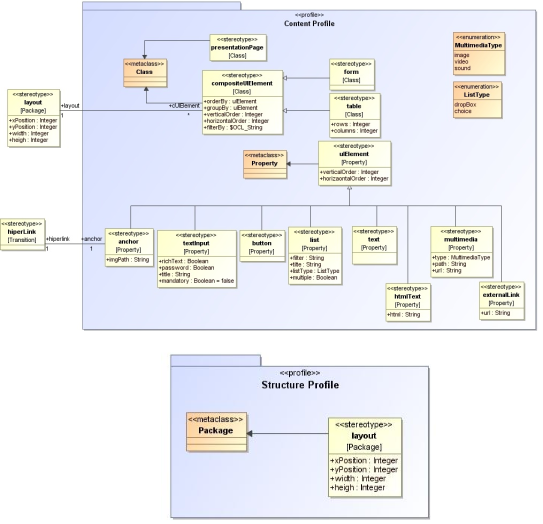 <<profile>>
Content Profile
<<stereotype>>
presentationPage
[Class]
<<enumeration>>
MultimediaType
image
video
sound
<<metaclass>>
Class
<<stereotype>>
compositeUIElement
[Class]
+orderBy : uiElement
+groupBy : uiElement
+verticalOrder : Integer
+horizontalOrder : Integer
+filterBy : $OCL_String
<<stereotype>>
form
[Class]
<<enumeration>>
ListType
dropBox
choice
<<stereotype>>
layout
[Package]
+xPosition : Integer
+yPosition : Integer
+width : Integer
+heigh : Integer
+layout
1
+cUIElement
*
<<stereotype>>
table
[Class]
+rows : Integer
+columns : Integer
<<metaclass>>
Property
<<stereotype>>
uiElement
[Property]
+verticalOrder : Integer
+horizaontalOrder : Integer
<<stereotype>>
hiperLink
[Transition]
+hiperlink
1
+anchor
1
<<stereotype>>
anchor
[Property]
+imgPath : String
<<stereotype>>
textInput
[Property]
+richText : Boolean
+password : Boolean
+title : String
+mandatory : Boolean = false
<<stereotype>>
button
[Property]
<<stereotype>>
list
[Property]
+filter : String
+title : String
+listType : ListType
+multiple : Boolean
<<stereotype>>
text
[Property]
<<stereotype>>
multimedia
[Property]
+type : MultimediaType
+path : String
+url : String
<<stereotype>>
htmlText
[Property]
+html : String
<<stereotype>>
externalLink
[Property]
+url : String
<<profile>>
Structure Profile
<<metaclass>>
Package
<<stereotype>>
layout
[Package]
+xPosition : Integer
+yPosition : Integer
+width : Integer
+heigh : Integer